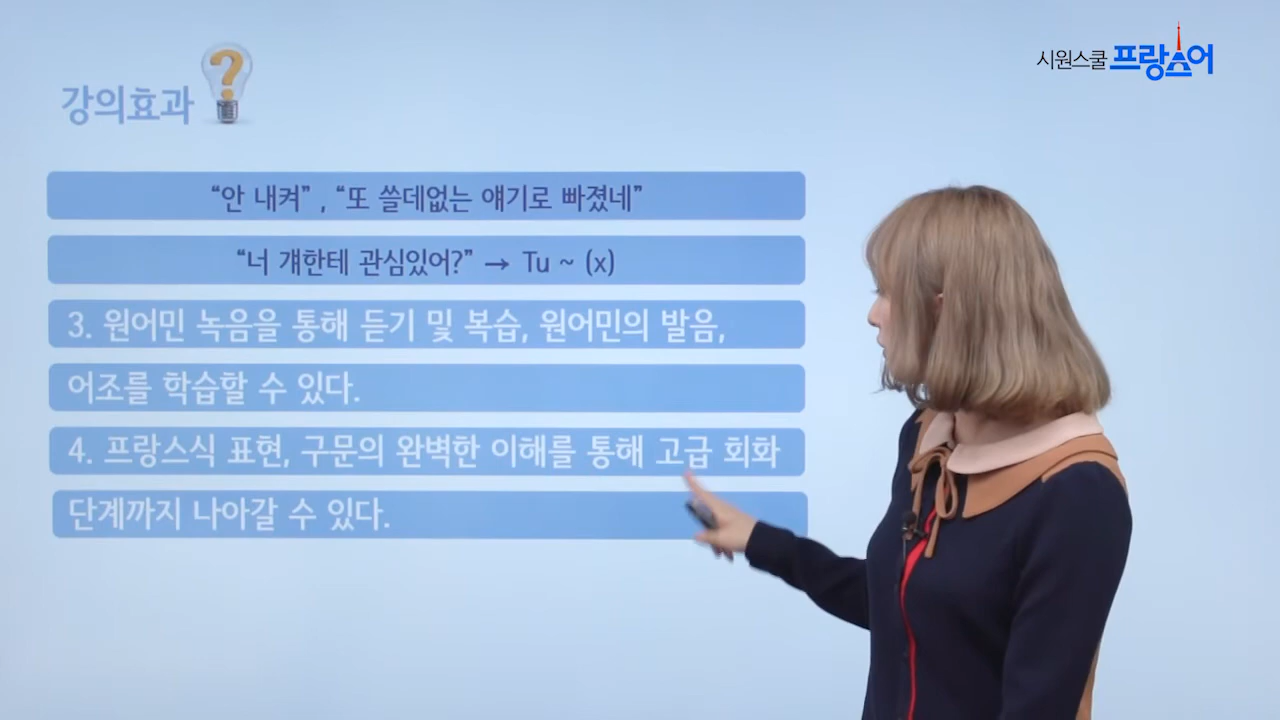 시원스쿨 프랑스어
강의효과
“안 내켜” , “또 쓸데없는 얘기로 빠졌네”
“너 걔한테 관심있어?” → Tu ~ (x)
3. 원어민 녹음을 통해 듣기 및 복습, 원어민의 발음,
어조를 학습할 수 있다.
4. 프랑스식 표현, 구문의 완벽한 이해를 통해 고급 회화
단계까지 나아갈 수 있다.